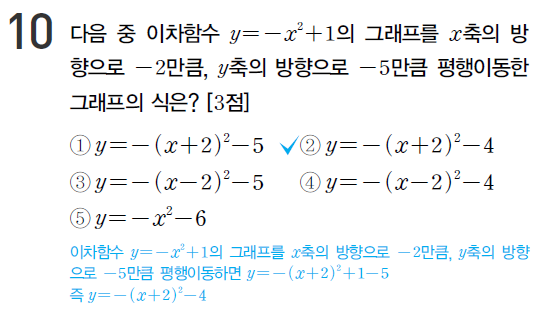 10 다음 중 이차함수 y=-x²+1의 그래프를 x축의 방
향으로 -2만큼, y축의 방향으로 -5만큼 평행이동한
그래프의 식은? [3점]
① y=-(x+2)²-5 ✓② y=-(x+2)²-4
③ y=-(x-2)²-5 ④ y=-(x-2)²-4
⑤ y=-x²-6
이차함수 y=-x²+1의 그래프를 x축의 방향으로 -2만큼, y축의 방향
으로 -5만큼 평행이동하면 y=-(x+2)²+1-5
즉 y=-(x+2)²-4